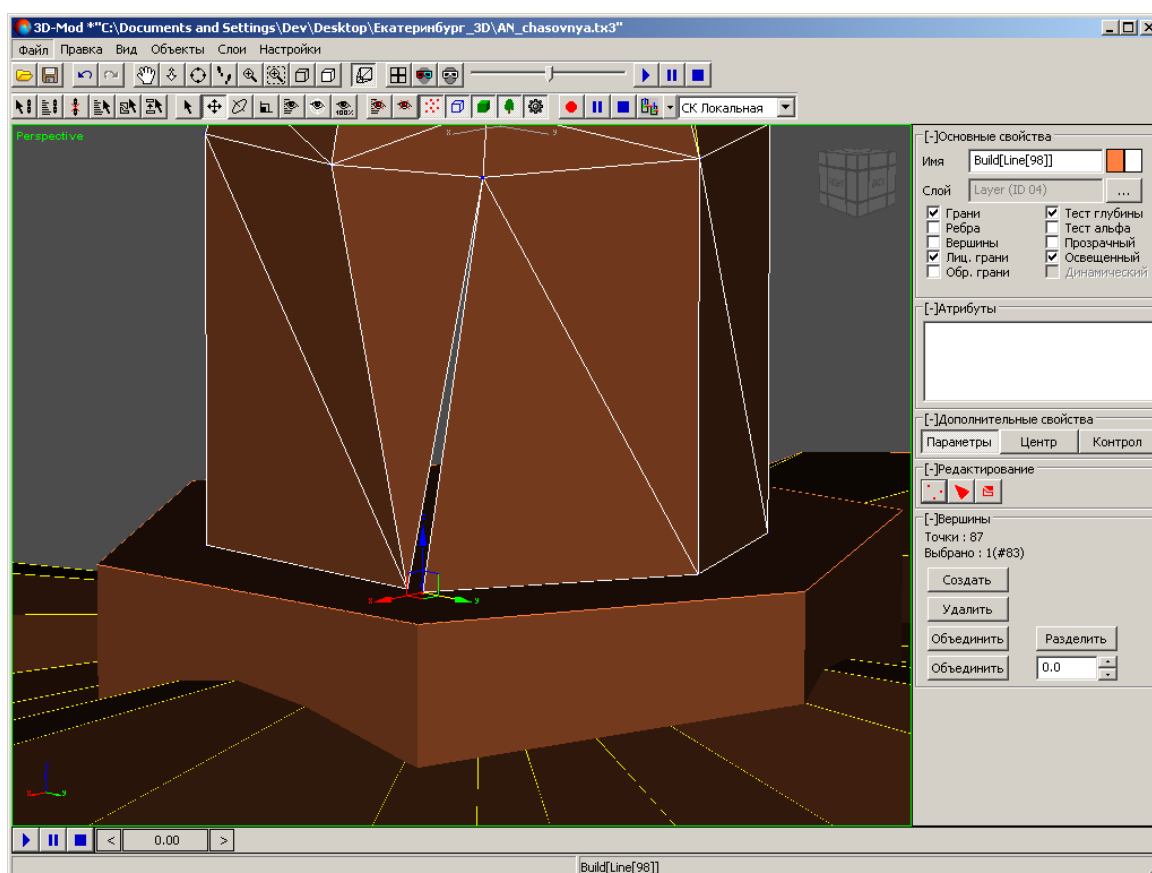 3D-Mod *"C:\Documents and Settings\Dev\Desktop\Екатеринбург_3D\AN_chasovnya.tx3"
Файл Правка Вид Объекты Слои Настройки
100%
СК Локальная
Perspective
x y
[-]Основные свойства
Имя Build[Line[98]]
Слой Layer (ID 04) ...
Грани Тест глубины
Ребра Тест альфа
Вершины Прозрачный
Лиц. грани Освещенный
Обр. грани Динамический
[-]Атрибуты
[-]Дополнительные свойства
Параметры Центр Контрол
[-]Редактирование
[-]Вершины
Точки : 87
Выбрано : 1(#83)
Создать
Удалить
Объединить Разделить
Объединить 0.0
x y
x y
< 0.00 >
Build[Line[98]]